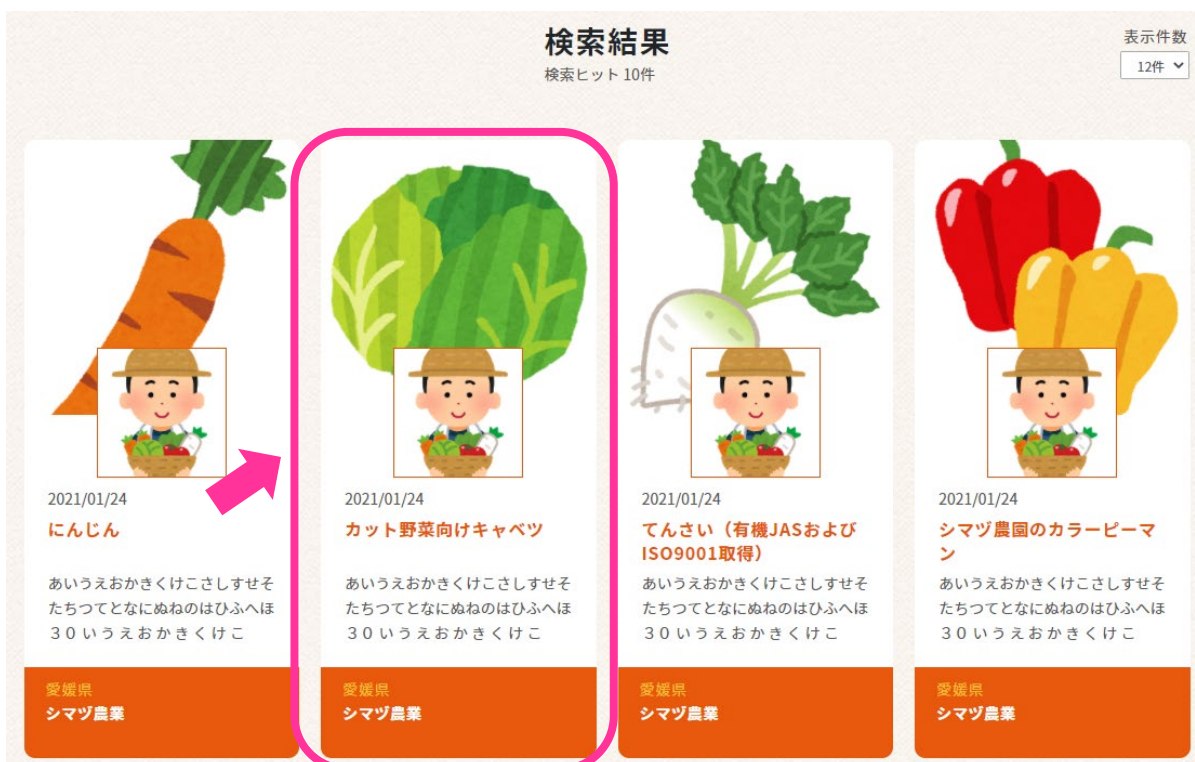 検索結果
検索ヒット 10件
表示件数
12件
2021/01/24
にんじん
あいうえおかきくけこさしすせそ
たちつてとなにぬねのはひふへほ
３０いうえおかきくけこ
愛媛県
シマヅ農業
2021/01/24
カット野菜向けキャベツ
あいうえおかきくけこさしすせそ
たちつてとなにぬねのはひふへほ
３０いうえおかきくけこ
愛媛県
シマヅ農業
2021/01/24
てんさい（有機JASおよび
ISO9001取得）
あいうえおかきくけこさしすせそ
たちつてとなにぬねのはひふへほ
３０いうえおかきくけこ
愛媛県
シマヅ農業
2021/01/24
シマヅ農園のカラーピーマ
ン
あいうえおかきくけこさしすせそ
たちつてとなにぬねのはひふへほ
３０いうえおかきくけこ
愛媛県
シマヅ農業